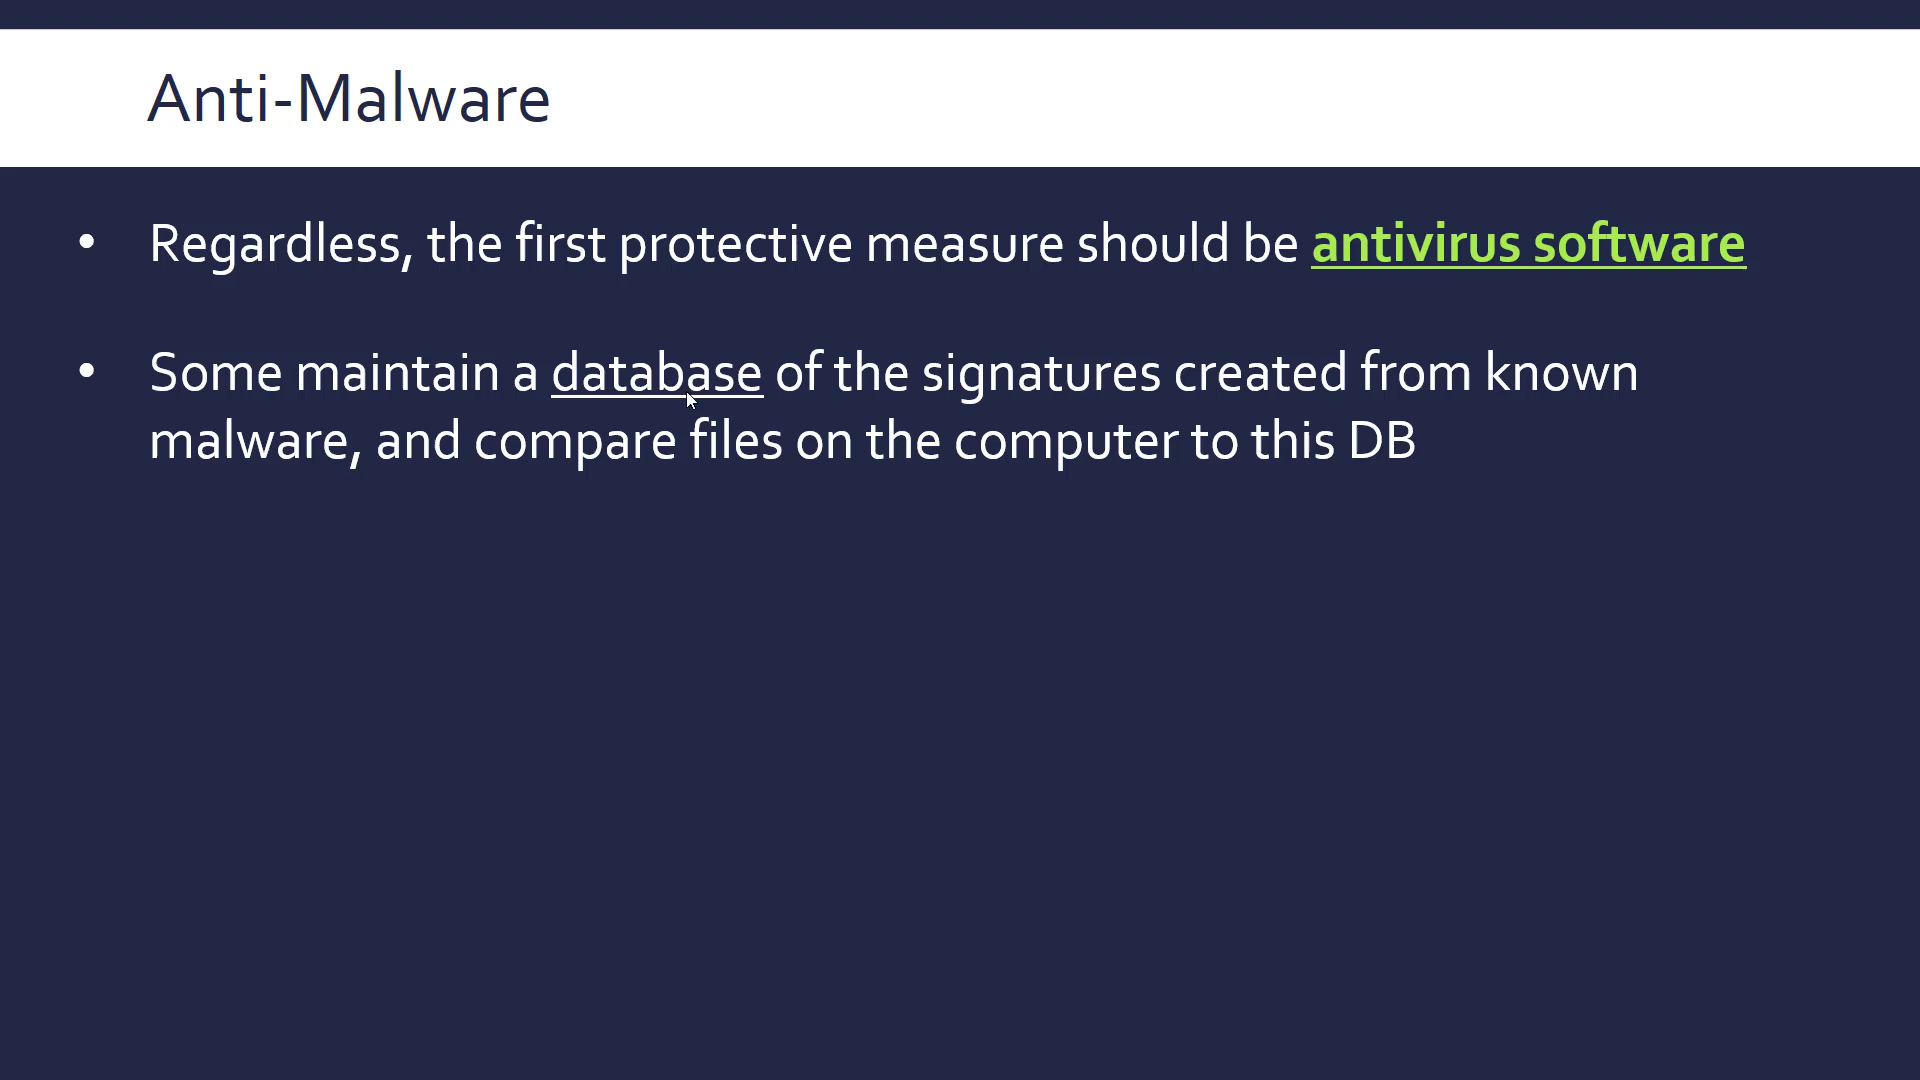 Anti-Malware
• Regardless, the first protective measure should be antivirus software
• Some maintain a database of the signatures created from known
malware, and compare files on the computer to this DB